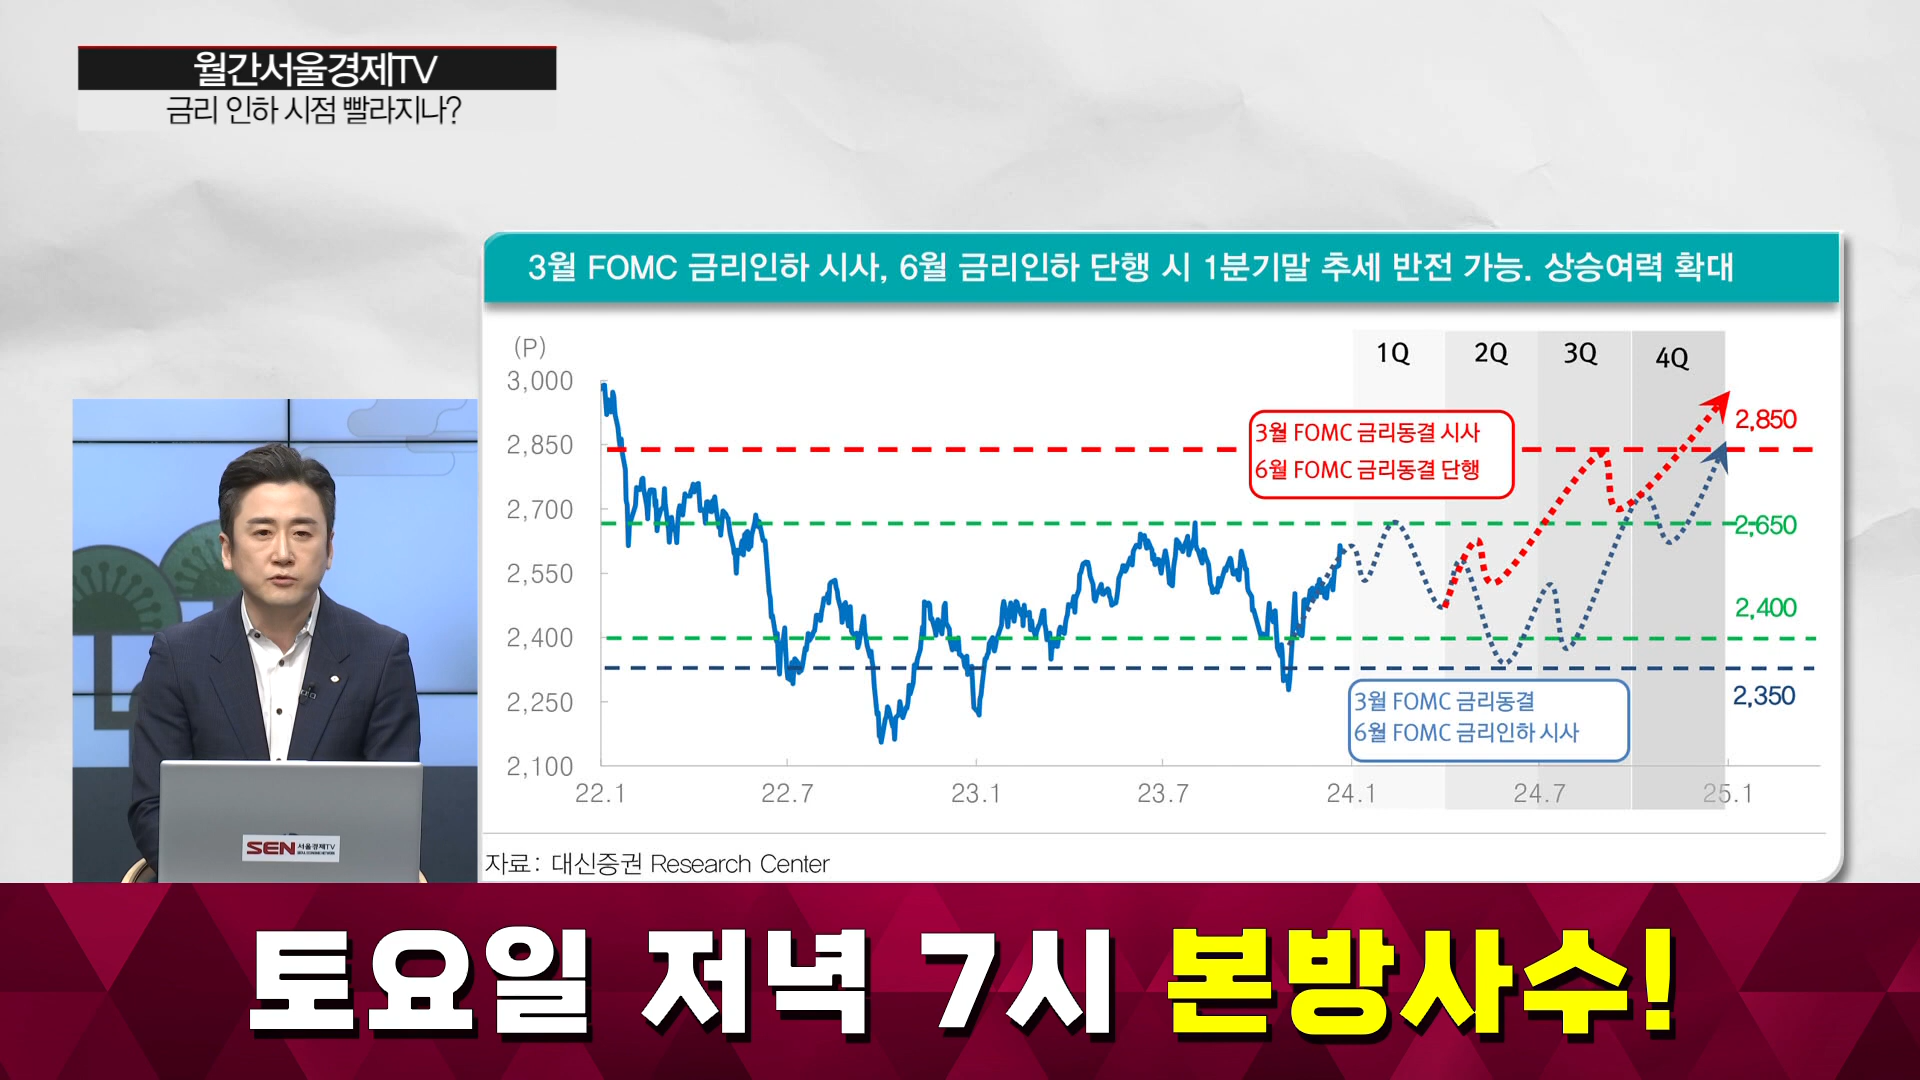 월간서울경제TV
금리 인하 시점 빨라지나?
3월 FOMC 금리인하 시사, 6월 금리인하 단행 시 1분기말 추세 반전 가능. 상승여력 확대
(P)
3,000
2,850
2,700
2,550
2,400
2,250
2,100
22.1
22.7
23.1
23.7
24.1
24.7
25.1
1Q
2Q
3Q
4Q
3월 FOMC 금리동결 시사
6월 FOMC 금리동결 단행
2,850
2,650
2,400
2,350
3월 FOMC 금리동결
6월 FOMC 금리인하 시사
자료: 대신증권 Research Center
SEN 서울경제TV
토요일 저녁 7시 본방사수!